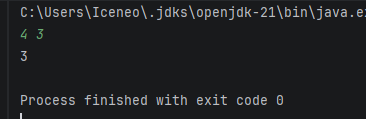 C:\Users\Iceneo\.jdks\openjdk-21\bin\java.ex
4 3
3
Process finished with exit code 0